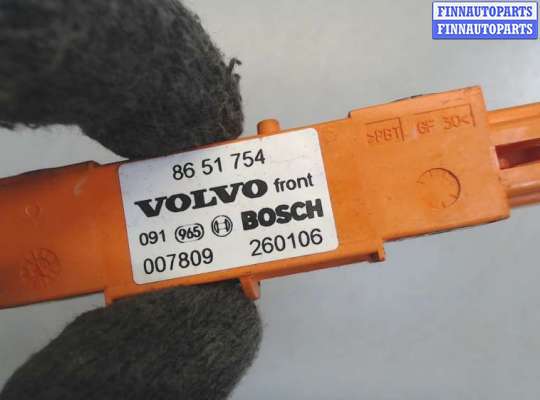 FINNAUTOPARTS
FINNAUTOPARTS
>PBT GF 30<
86 51 754
VOLVO front
091 965 BOSCH
007809 260106